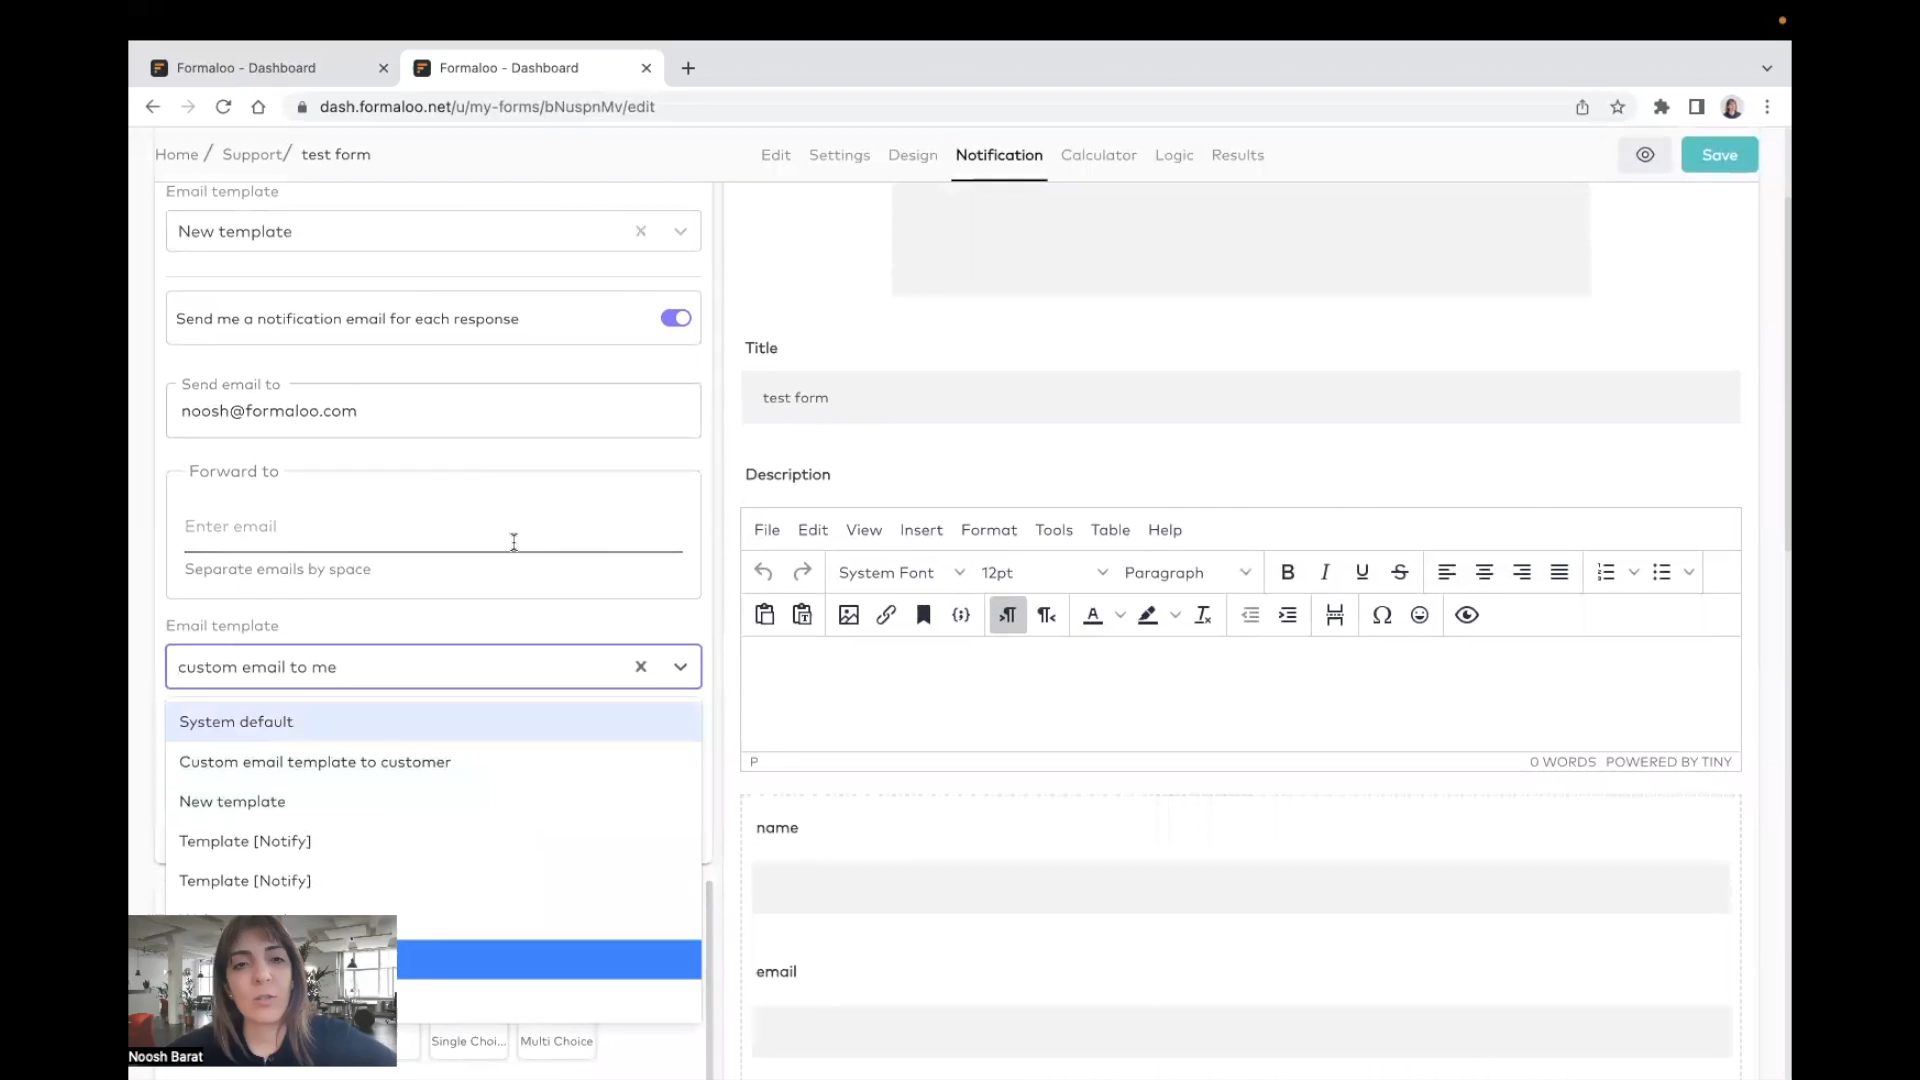 Formaloo - Dashboard
Formaloo - Dashboard
dash.formaloo.net/u/my-forms/bNuspnMv/edit
Home / Support/ test form
Edit Settings Design Notification Calculator Logic Results
Save
Email template
New template
Send me a notification email for each response
Send email to
noosh@formaloo.com
Forward to
Enter email
Separate emails by space
Email template
custom email to me
System default
Custom email template to customer
New template
Template [Notify]
Template [Notify]
Single Choi...
Multi Choice
Noosh Barat
Title
test form
Description
File Edit View Insert Format Tools Table Help
System Font 12pt Paragraph
P
0 WORDS POWERED BY TINY
name
email